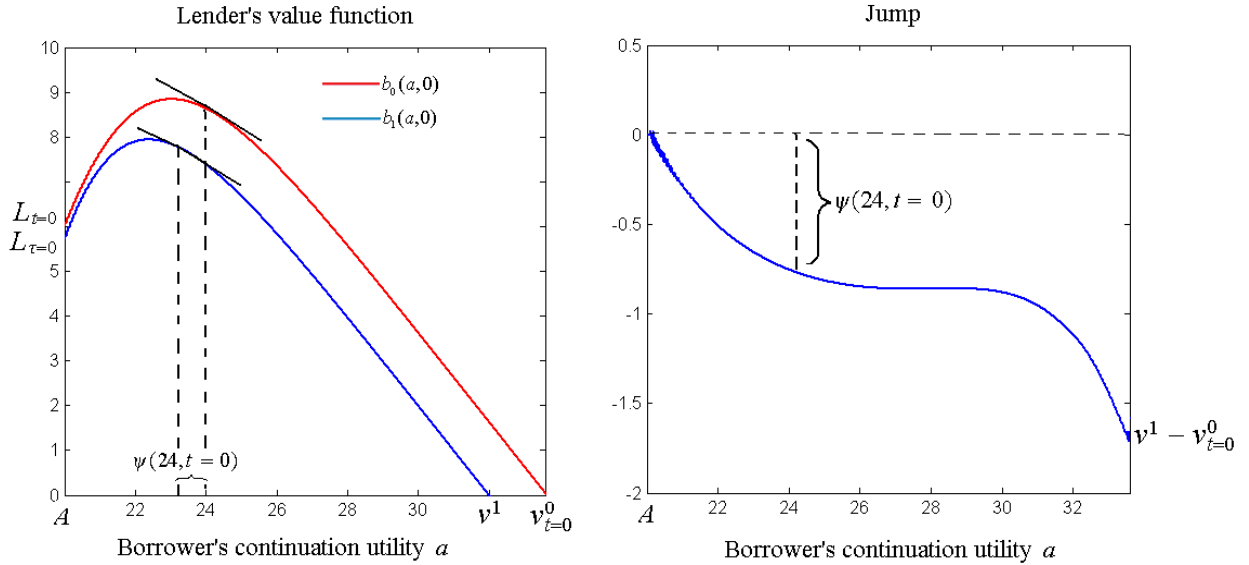 Lender's value function
10
9
8
L_{t=0}
L_{τ=0}
5
4
3
2
1
0
b_0(a,0)
b_1(a,0)
ψ(24, t = 0)
A
22
24
26
28
30
v^1
v^0_{t=0}
Borrower's continuation utility a
Jump
0.5
0
-0.5
-1
-1.5
-2
ψ(24, t = 0)
v^1 − v^0_{t=0}
A
22
24
26
28
30
32
Borrower's continuation utility a